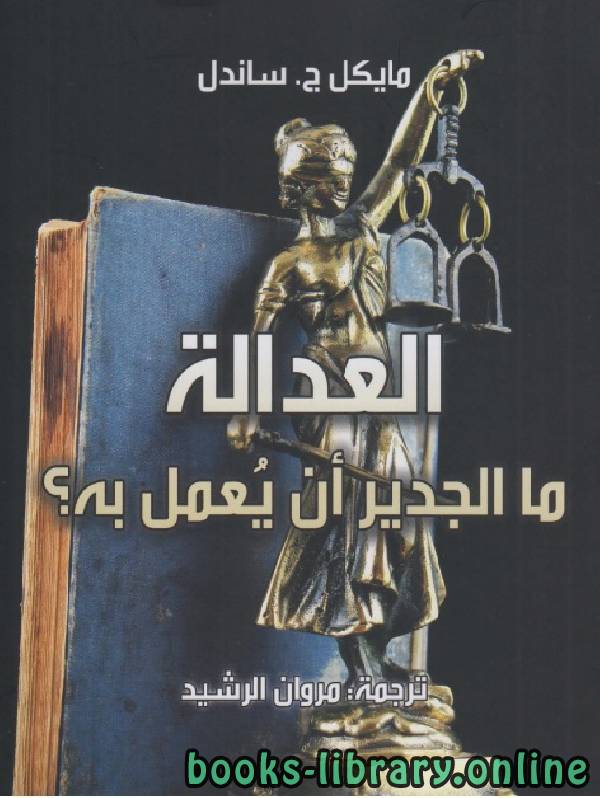 مايكل ج. ساندل
العدالة
ما الجدير أن يُعمل به؟
ترجمة: مروان الرشيد
books-library.online